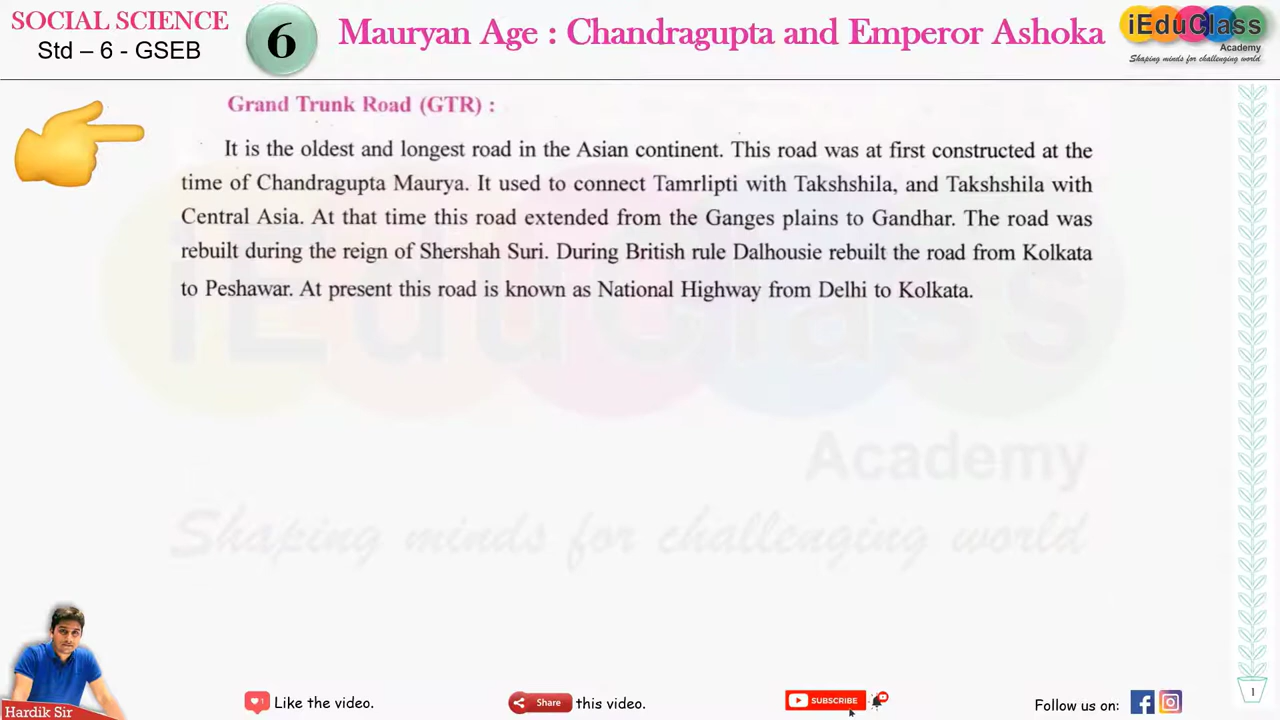 SOCIAL SCIENCE
Std – 6 - GSEB
6
Mauryan Age : Chandragupta and Emperor Ashoka
iEduClass
Academy
Shaping minds for challenging world
Grand Trunk Road (GTR) :
It is the oldest and longest road in the Asian continent. This road was at first constructed at the
time of Chandragupta Maurya. It used to connect Tamrlipti with Takshshila, and Takshshila with
Central Asia. At that time this road extended from the Ganges plains to Gandhar. The road was
rebuilt during the reign of Shershah Suri. During British rule Dalhousie rebuilt the road from Kolkata
to Peshawar. At present this road is known as National Highway from Delhi to Kolkata.
iEduClass
Academy
Shaping minds for challenging world
Hardik Sir
Like the video.
Share this video.
SUBSCRIBE
Follow us on:
1